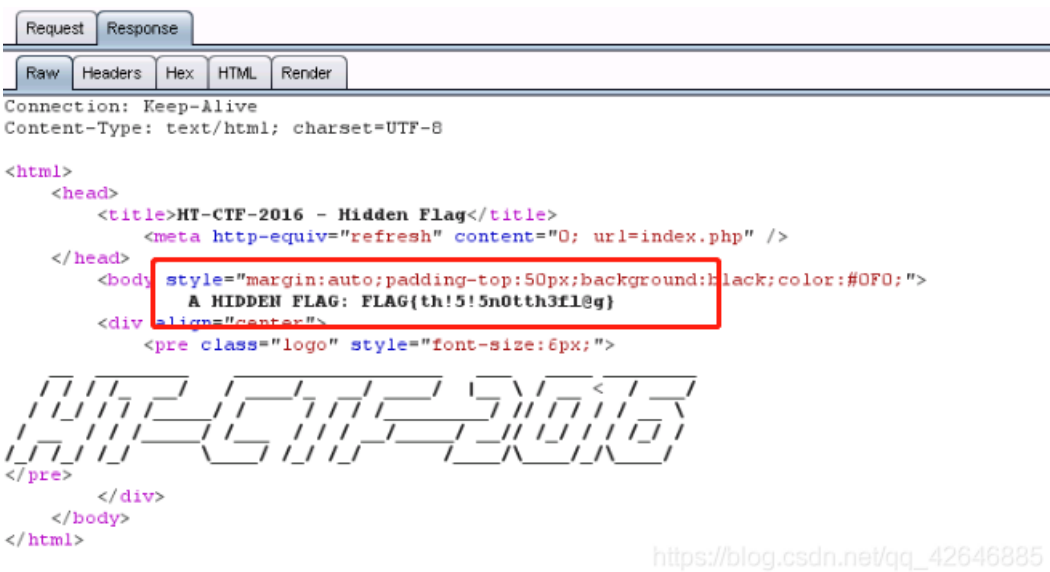 Request Response
Raw Headers Hex HTML Render
Connection: Keep-Alive
Content-Type: text/html; charset=UTF-8
<html>
<head>
<title>HT-CTF-2016 - Hidden Flag</title>
<meta http-equiv="refresh" content="0; url=index.php" />
</head>
<body style="margin:auto;padding-top:50px;background:black;color:#0F0;">
A HIDDEN FLAG: FLAG{th!5!5n0tth3fl@g}
<div align="center">
<pre class="logo" style="font-size:6px;">
HT-CTF-2016
</pre>
</div>
</body>
</html>
https://blog.csdn.net/qq_42646885